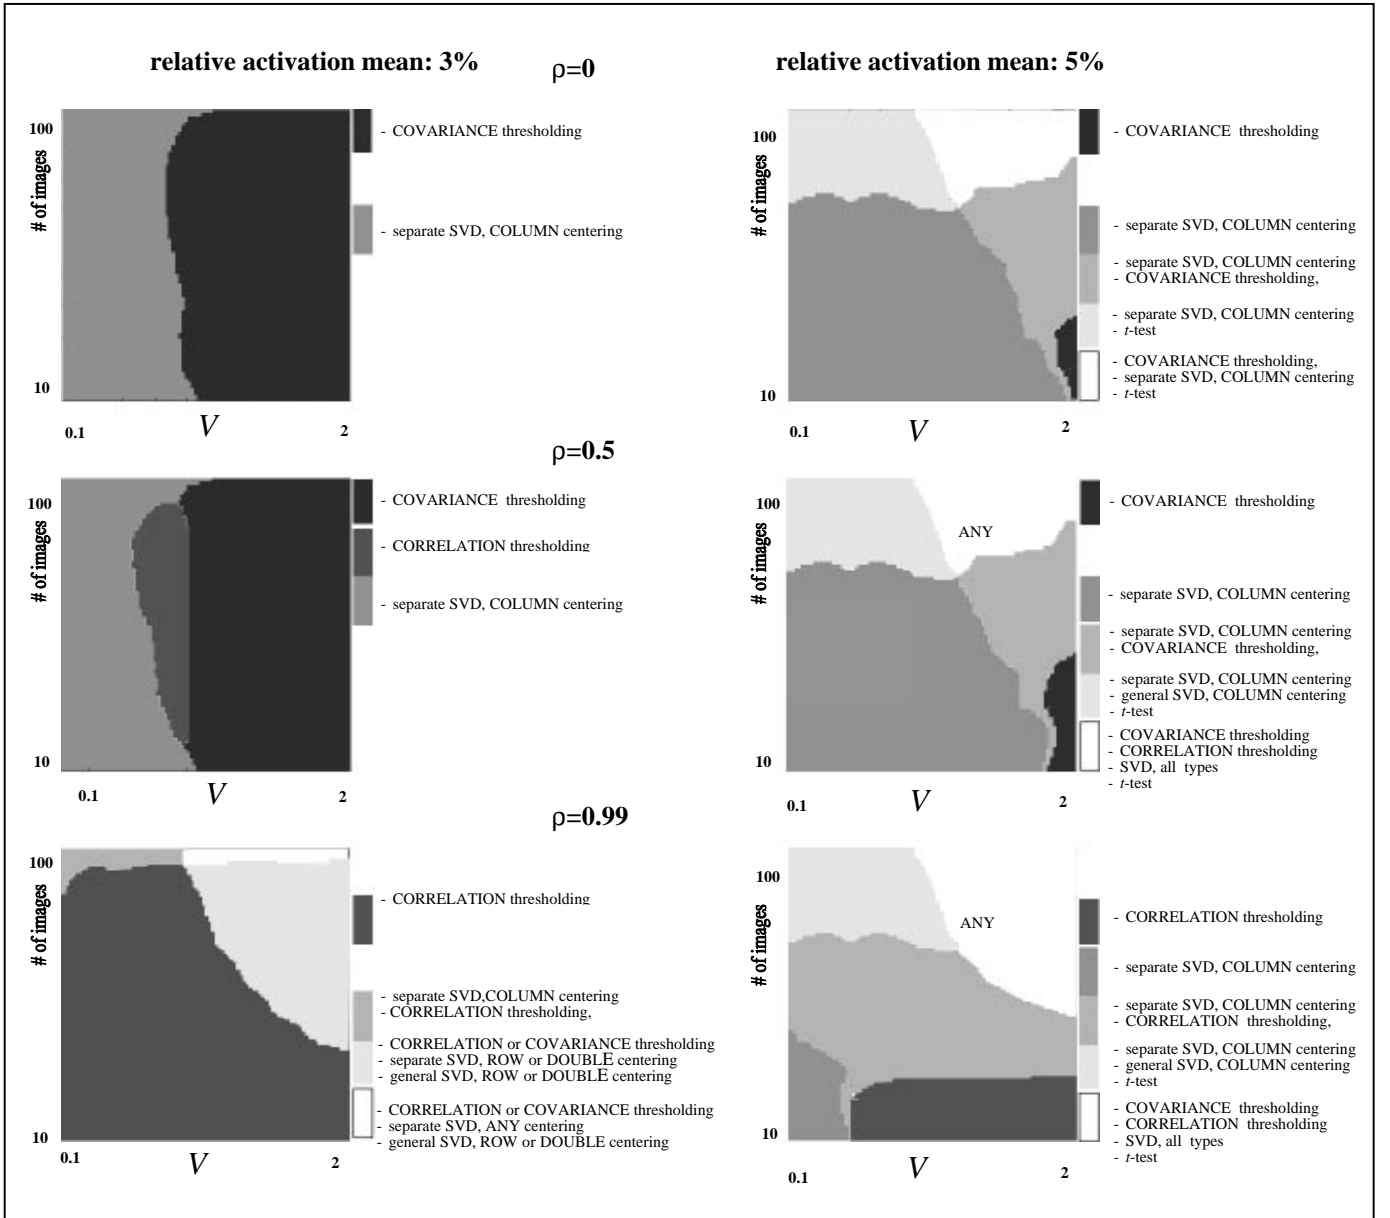 relative activation mean: 3%
ρ=0
relative activation mean: 5%
100
# of images
10
0.1
V
2
- COVARIANCE thresholding
- separate SVD, COLUMN centering
100
# of images
10
0.1
V
2
- COVARIANCE thresholding
- separate SVD, COLUMN centering
- separate SVD, COLUMN centering
- COVARIANCE thresholding,
- separate SVD, COLUMN centering
- t-test
- COVARIANCE thresholding,
- separate SVD, COLUMN centering
- t-test
ρ=0.5
100
# of images
10
0.1
V
2
- COVARIANCE thresholding
- CORRELATION thresholding
- separate SVD, COLUMN centering
100
# of images
10
0.1
V
2
ANY
- COVARIANCE thresholding
- separate SVD, COLUMN centering
- separate SVD, COLUMN centering
- COVARIANCE thresholding,
- separate SVD, COLUMN centering
- general SVD, COLUMN centering
- t-test
- COVARIANCE thresholding
- CORRELATION thresholding
- SVD, all types
- t-test
ρ=0.99
100
# of images
10
0.1
V
2
- CORRELATION thresholding
- separate SVD,COLUMN centering
- CORRELATION thresholding,
- CORRELATION or COVARIANCE thresholding
- separate SVD, ROW or DOUBLE centering
- general SVD, ROW or DOUBLE centering
- CORRELATION or COVARIANCE thresholding
- separate SVD, ANY centering
- general SVD, ROW or DOUBLE centering
100
# of images
10
0.1
V
2
ANY
- CORRELATION thresholding
- separate SVD, COLUMN centering
- separate SVD, COLUMN centering
- CORRELATION thresholding,
- separate SVD, COLUMN centering
- general SVD, COLUMN centering
- t-test
- COVARIANCE thresholding
- CORRELATION thresholding
- SVD, all types
- t-test